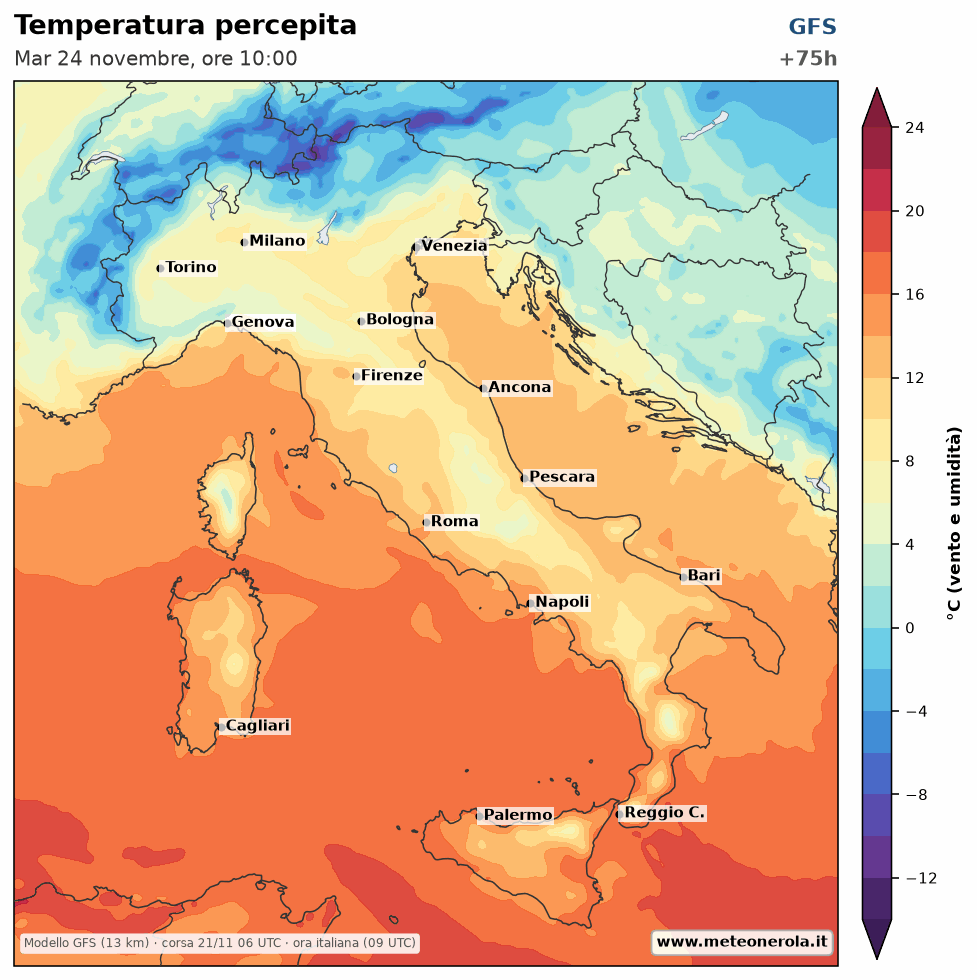 Temperatura percepita
GFS
Mar 24 novembre, ore 10:00
+75h
Milano
Venezia
Torino
Genova
Bologna
Firenze
Ancona
Pescara
Roma
Bari
Napoli
Cagliari
Palermo
Reggio C.
24
20
16
12
8
4
0
−4
−8
−12
°C (vento e umidità)
Modello GFS (13 km) · corsa 21/11 06 UTC · ora italiana (09 UTC)
www.meteonerola.it